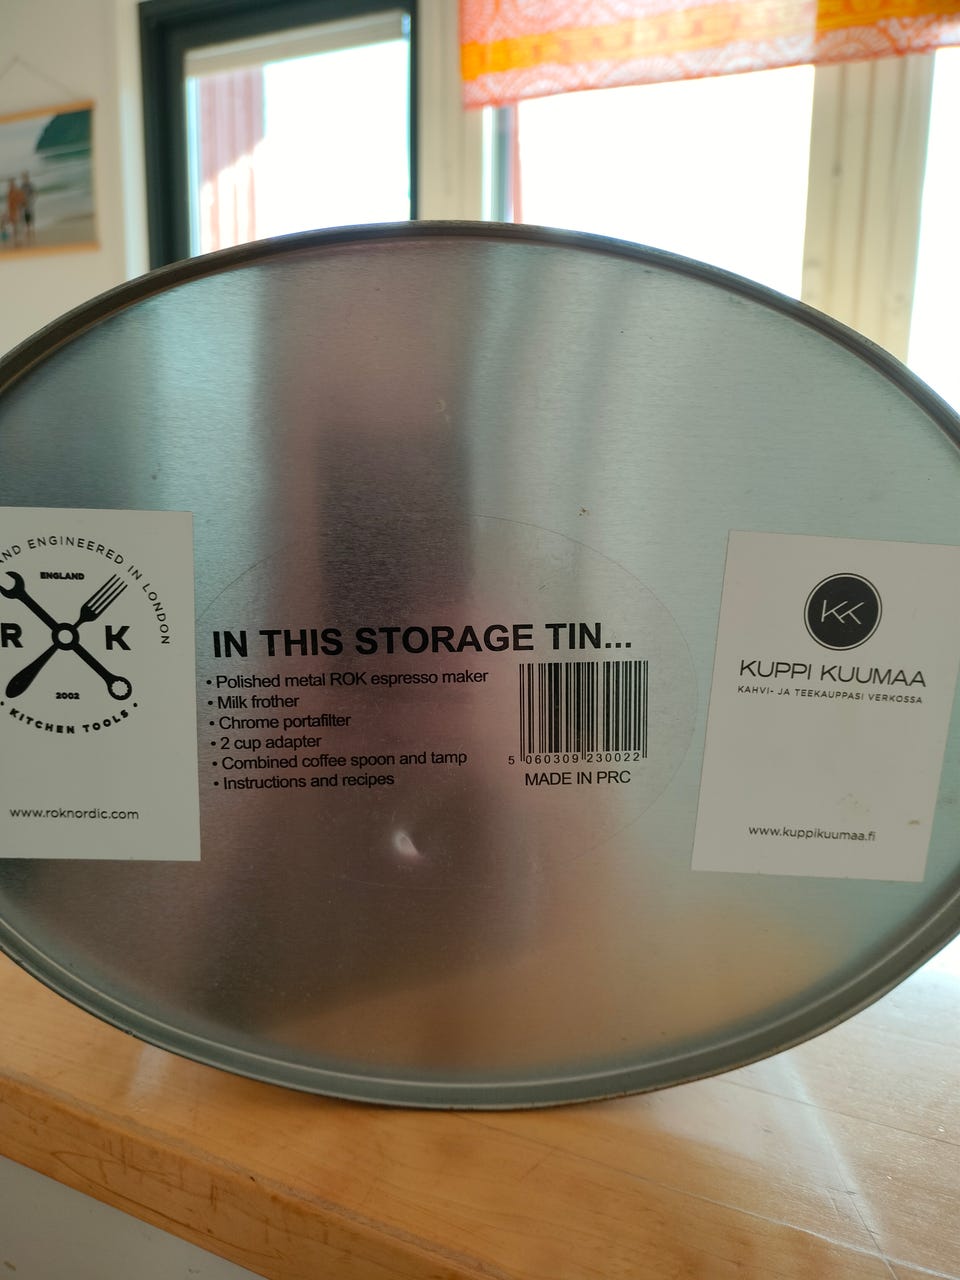 AND ENGINEERED IN LONDON
ENGLAND
R K
2002
• KITCHEN TOOLS •
www.roknordic.com
IN THIS STORAGE TIN...
• Polished metal ROK espresso maker
• Milk frother
• Chrome portafilter
• 2 cup adapter
• Combined coffee spoon and tamp
• Instructions and recipes
5 060309 230022
MADE IN PRC
KK
KUPPI KUUMAA
KAHVI- JA TEEKAUPPASI VERKOSSA
www.kuppikuumaa.fi